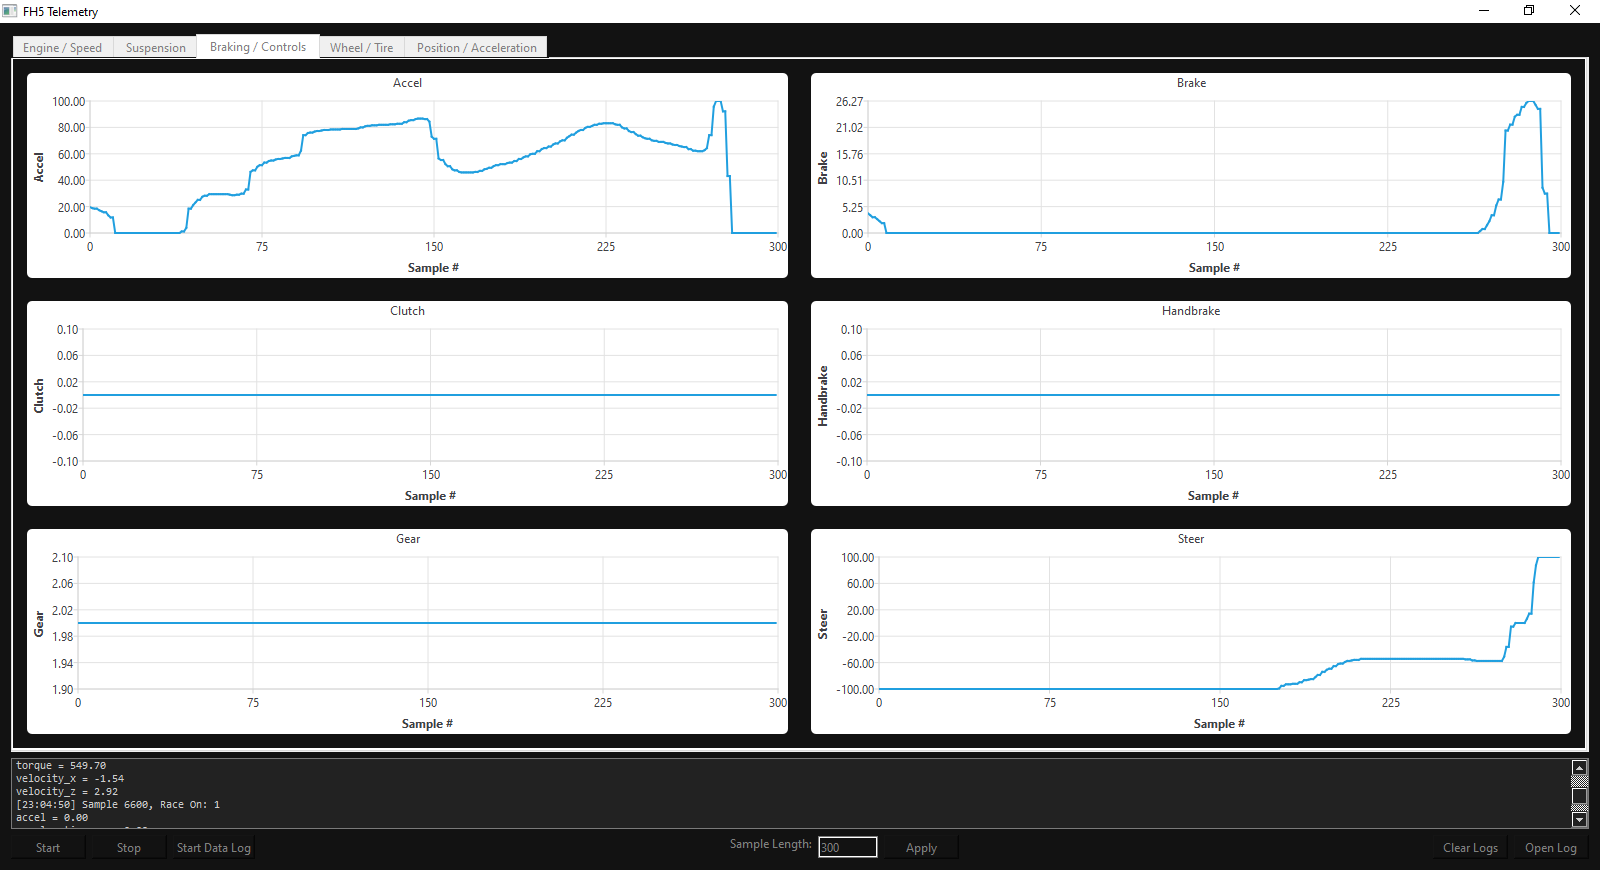 FH5 Telemetry
Engine / Speed Suspension Braking / Controls Wheel / Tire Position / Acceleration
Accel
100.00
80.00
60.00
40.00
20.00
0.00
Accel
0 75 150 225 300
Sample #
Brake
26.27
21.02
15.76
10.51
5.25
0.00
Brake
0 75 150 225 300
Sample #
Clutch
0.10
0.06
0.02
-0.02
-0.06
-0.10
Clutch
0 75 150 225 300
Sample #
Handbrake
0.10
0.06
0.02
-0.02
-0.06
-0.10
Handbrake
0 75 150 225 300
Sample #
Gear
2.10
2.06
2.02
1.98
1.94
1.90
Gear
0 75 150 225 300
Sample #
Steer
100.00
60.00
20.00
-20.00
-60.00
-100.00
Steer
0 75 150 225 300
Sample #
torque = 549.70
velocity_x = -1.54
velocity_z = 2.92
[23:04:50] Sample 6600, Race On: 1
accel = 0.00
Start Stop Start Data Log Sample Length: 300 Apply Clear Logs Open Log